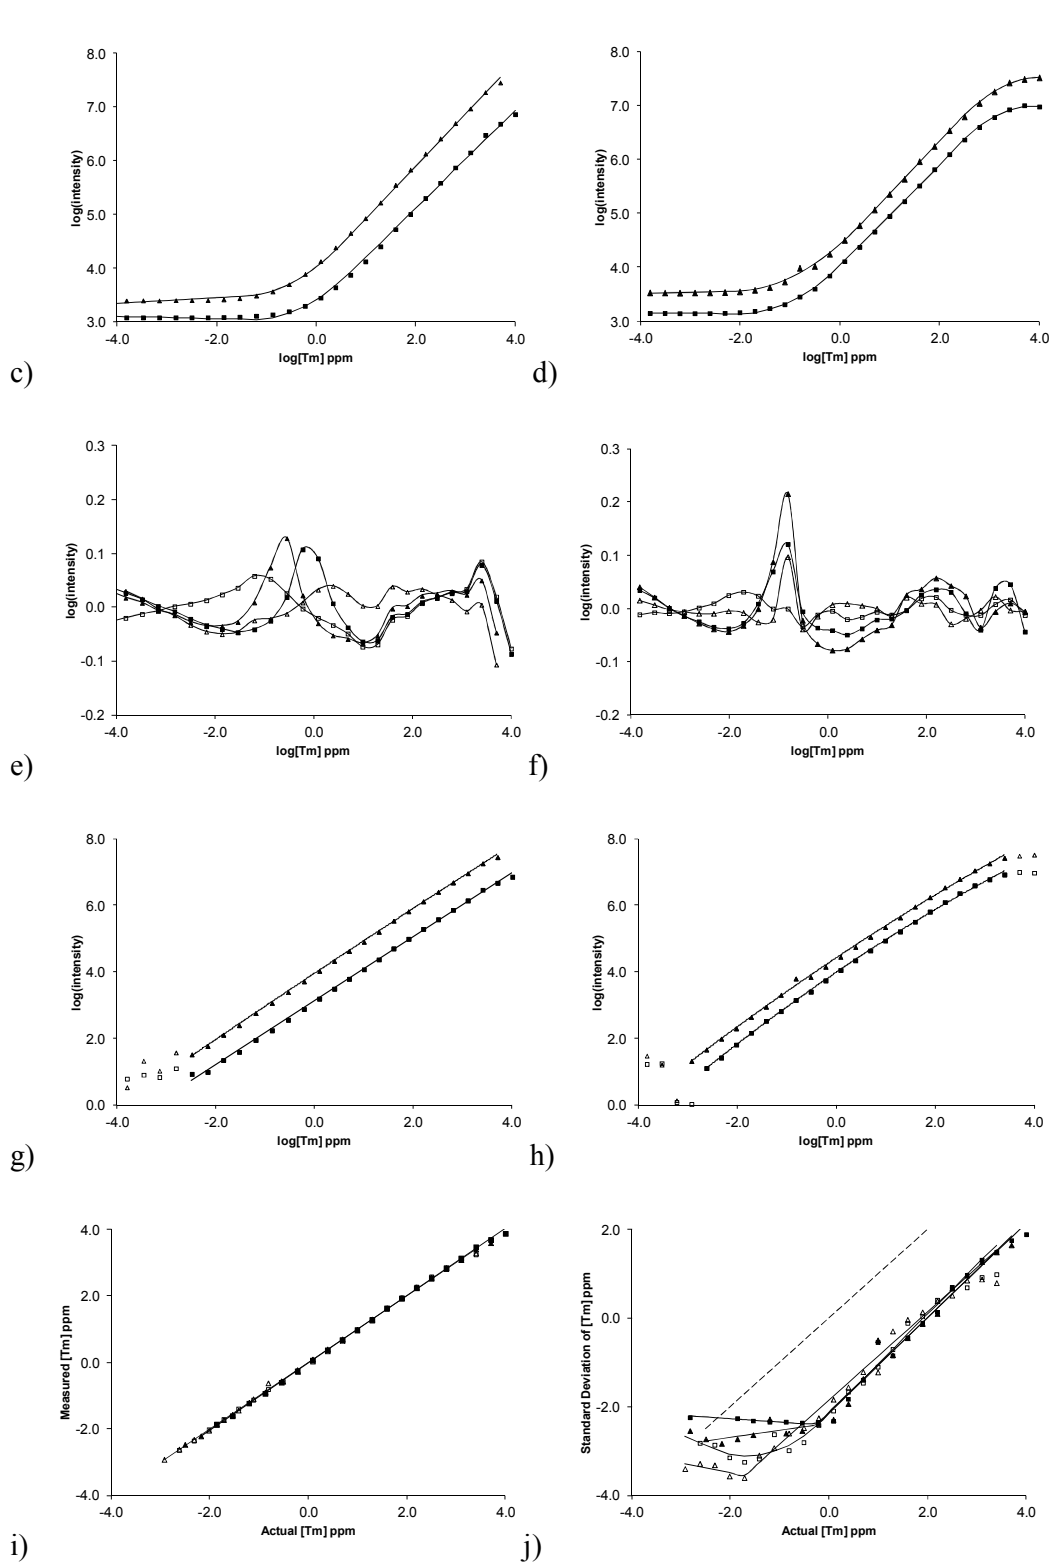 8.0
7.0
6.0
5.0
4.0
3.0
-4.0 -2.0 0.0 2.0 4.0
log(intensity)
log[Tm] ppm
c)
8.0
7.0
6.0
5.0
4.0
3.0
-4.0 -2.0 0.0 2.0 4.0
log(intensity)
log[Tm] ppm
d)
0.3
0.2
0.1
0.0
-0.1
-0.2
-4.0 -2.0 0.0 2.0 4.0
log(intensity)
log[Tm] ppm
e)
0.3
0.2
0.1
0.0
-0.1
-0.2
-4.0 -2.0 0.0 2.0 4.0
log(intensity)
log[Tm] ppm
f)
8.0
6.0
4.0
2.0
0.0
-4.0 -2.0 0.0 2.0 4.0
log(intensity)
log[Tm] ppm
g)
8.0
6.0
4.0
2.0
0.0
-4.0 -2.0 0.0 2.0 4.0
log(intensity)
log[Tm] ppm
h)
4.0
2.0
0.0
-2.0
-4.0
-4.0 -2.0 0.0 2.0 4.0
Measured [Tm] ppm
Actual [Tm] ppm
i)
2.0
0.0
-2.0
-4.0
-4.0 -2.0 0.0 2.0 4.0
Standard Deviation of [Tm] ppm
Actual [Tm] ppm
j)